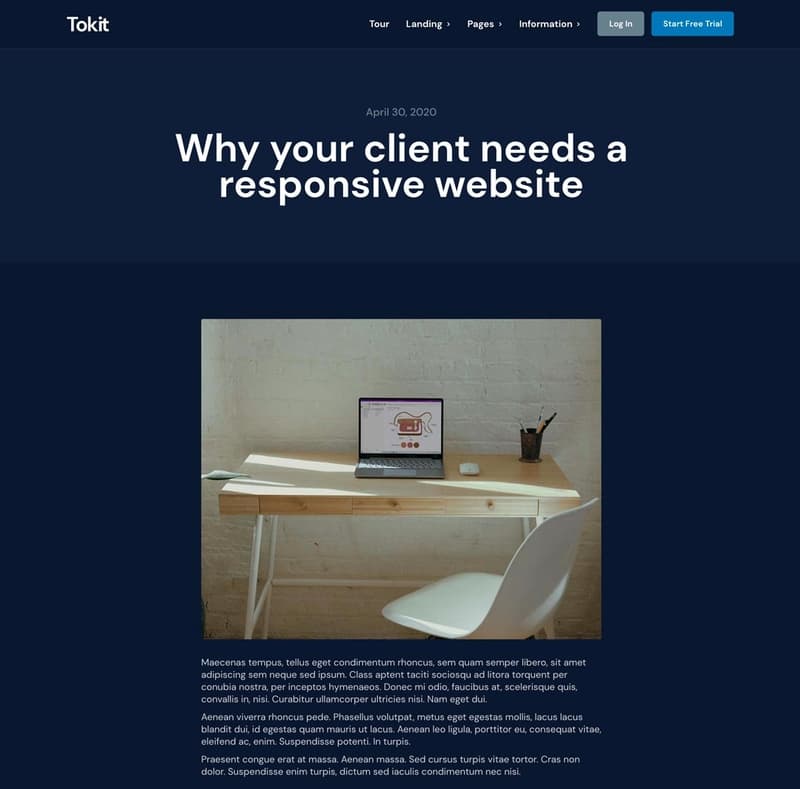 Tokit
Tour Landing › Pages › Information › Log In Start Free Trial
April 30, 2020
Why your client needs a
responsive website
Maecenas tempus, tellus eget condimentum rhoncus, sem quam semper libero, sit amet
adipiscing sem neque sed ipsum. Class aptent taciti sociosqu ad litora torquent per
conubia nostra, per inceptos hymenaeos. Donec mi odio, faucibus at, scelerisque quis,
convallis in, nisi. Curabitur ullamcorper ultricies nisi. Nam eget dui.
Aenean viverra rhoncus pede. Phasellus volutpat, metus eget egestas mollis, lacus lacus
blandit dui, id egestas quam mauris ut lacus. Aenean leo ligula, porttitor eu, consequat vitae,
eleifend ac, enim. Suspendisse potenti. In turpis.
Praesent congue erat at massa. Aenean massa. Sed cursus turpis vitae tortor. Cras non
dolor. Suspendisse enim turpis, dictum sed iaculis condimentum nec nisi.